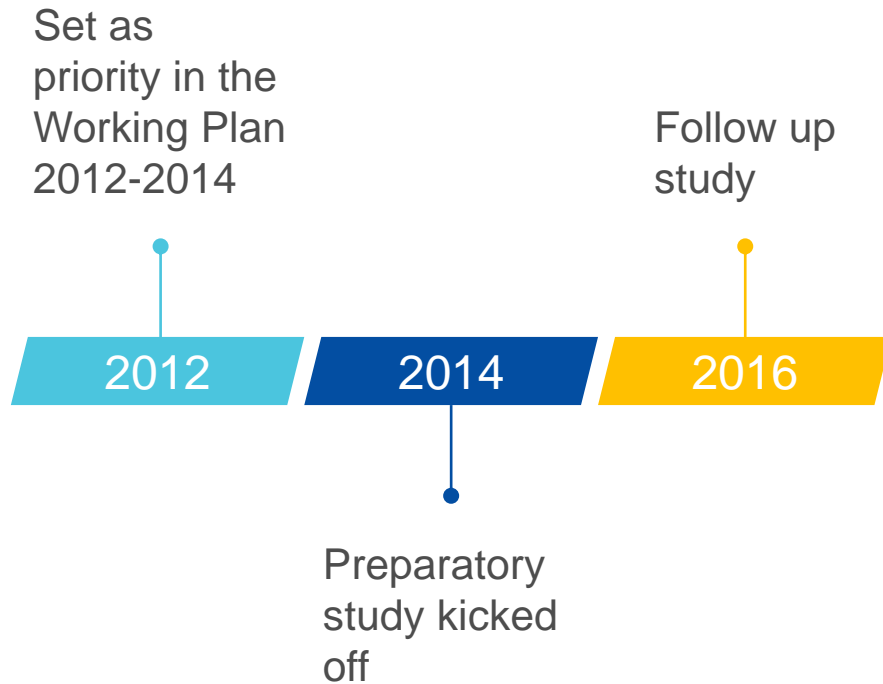 Set as
priority in the
Working Plan
2012-2014
Follow up
study
2012
2014
2016
Preparatory
study kicked
off